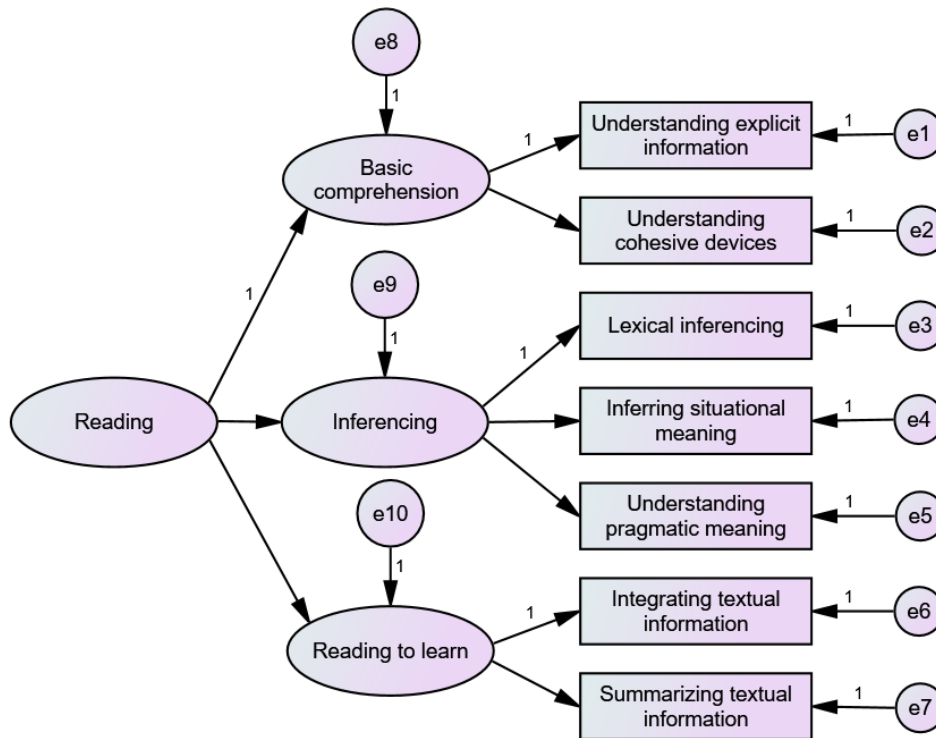 e8
1
Basic
comprehension
1
Understanding explicit
information
1
e1
Understanding
cohesive devices
1
e2
e9
1
1
Lexical inferencing
1
e3
1
Reading
Inferencing
Inferring situational
meaning
1
e4
e10
1
Understanding
pragmatic meaning
1
e5
Reading to learn
1
Integrating textual
information
1
e6
Summarizing textual
information
1
e7